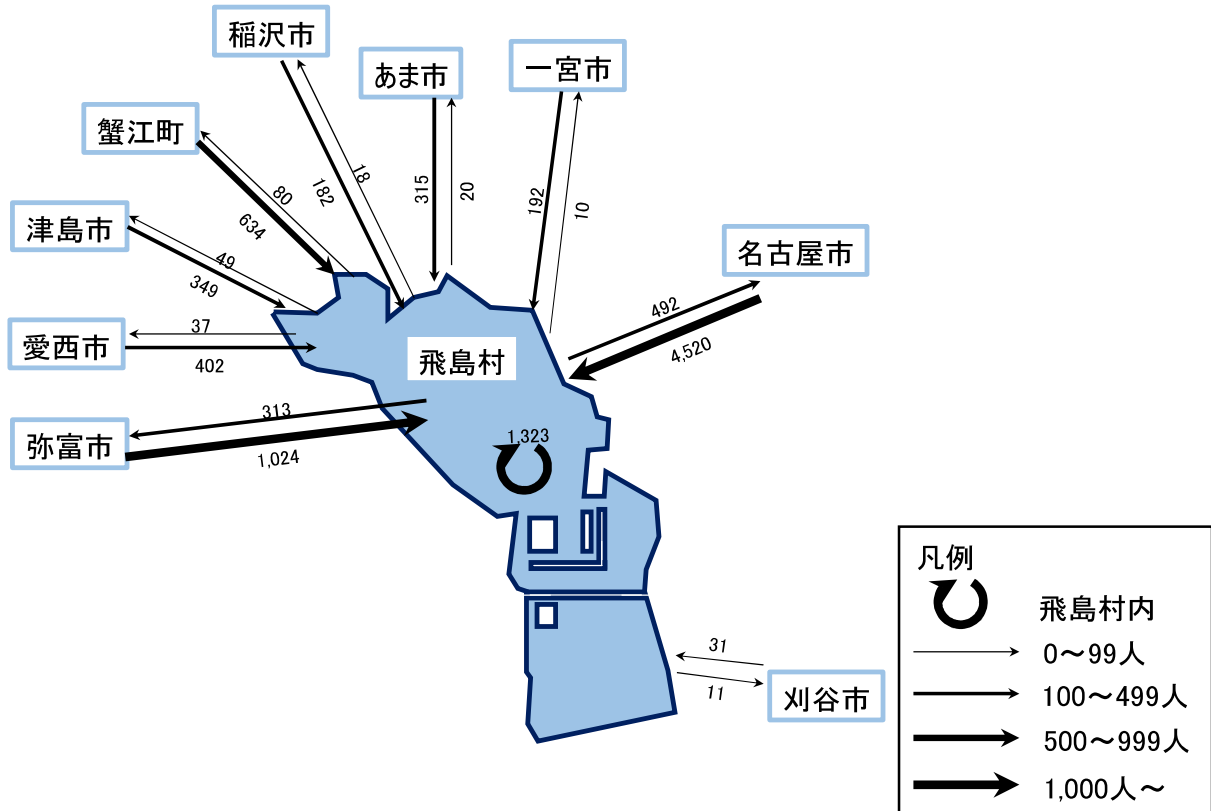 稲沢市
あま市
一宮市
蟹江町
津島市
愛西市
弥富市
名古屋市
飛島村
刈谷市
18
182
315
20
192
10
80
634
49
349
37
402
313
1,024
492
4,520
1,323
31
11
凡例
飛島村内
0～99人
100～499人
500～999人
1,000人～